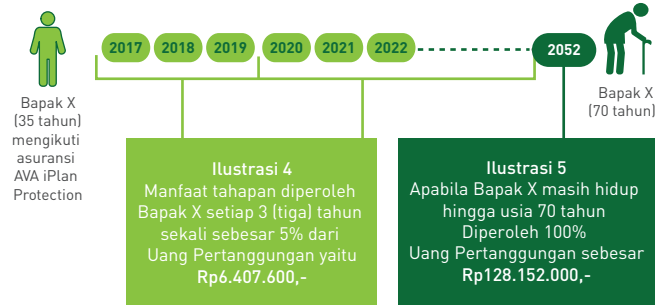 2017 2018 2019 2020 2021 2022 2052
Bapak X
(35 tahun)
mengikuti
asuransi
AVA iPlan
Protection
Bapak X
(70 tahun)
Ilustrasi 4
Manfaat tahapan diperoleh
Bapak X setiap 3 (tiga) tahun
sekali sebesar 5% dari
Uang Pertanggungan yaitu
Rp6.407.600,-
Ilustrasi 5
Apabila Bapak X masih hidup
hingga usia 70 tahun
Diperoleh 100%
Uang Pertanggungan sebesar
Rp128.152.000,-